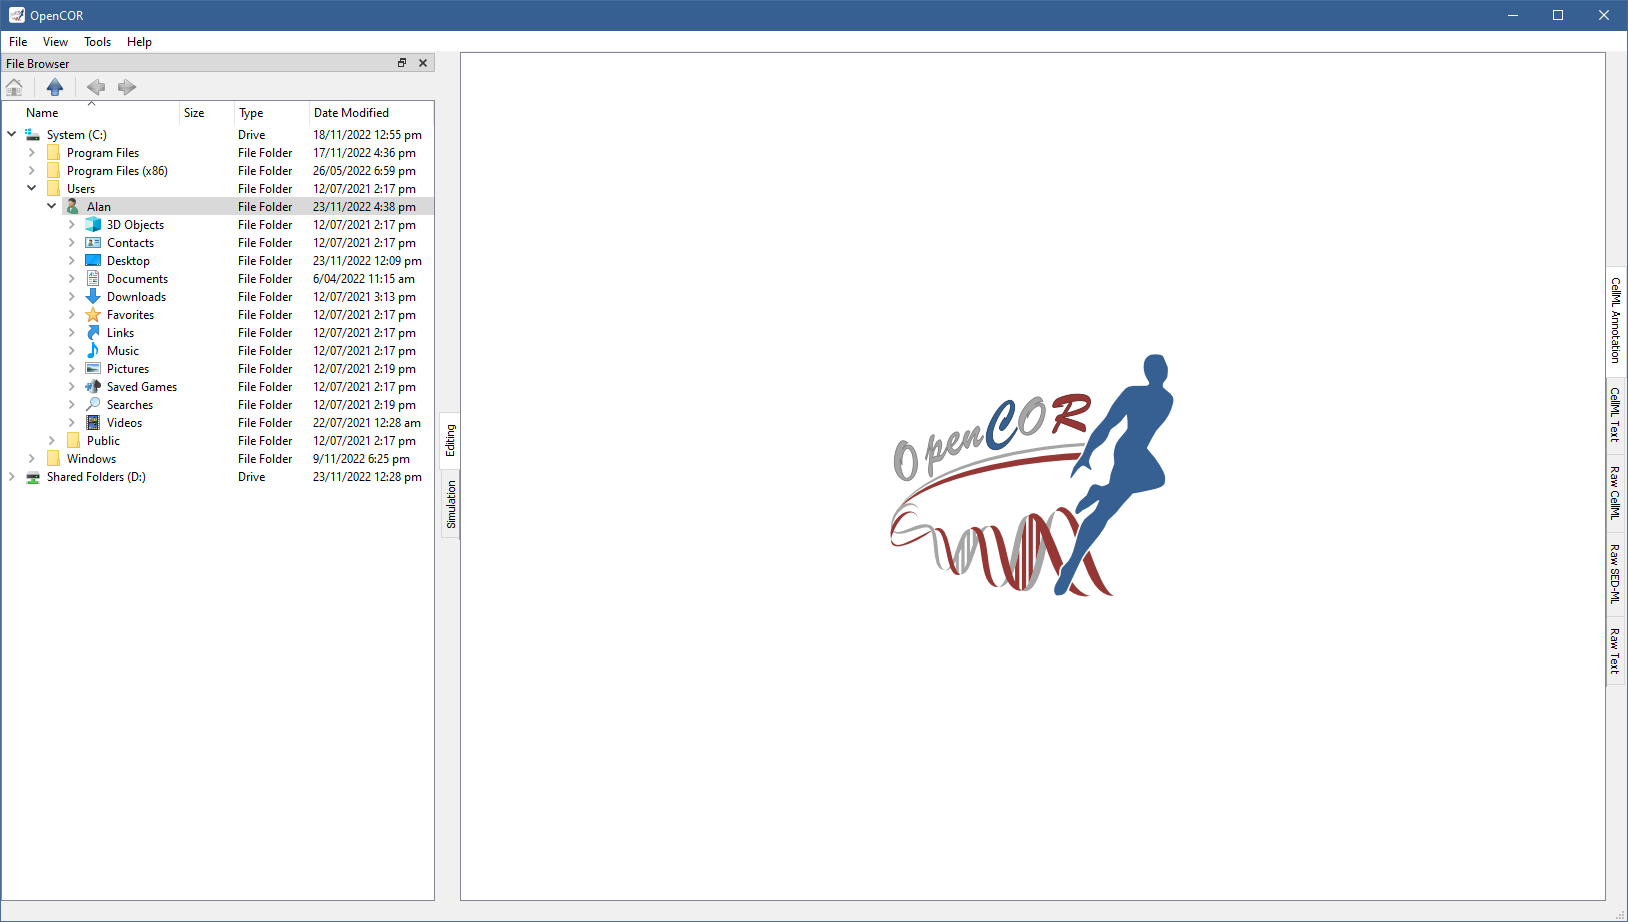 OpenCOR
File View Tools Help
File Browser
Name Size Type Date Modified
System (C:) Drive 18/11/2022 12:55 pm
Program Files File Folder 17/11/2022 4:36 pm
Program Files (x86) File Folder 26/05/2022 6:59 pm
Users File Folder 12/07/2021 2:17 pm
Alan File Folder 23/11/2022 4:38 pm
3D Objects File Folder 12/07/2021 2:17 pm
Contacts File Folder 12/07/2021 2:17 pm
Desktop File Folder 23/11/2022 12:09 pm
Documents File Folder 6/04/2022 11:15 am
Downloads File Folder 12/07/2021 3:13 pm
Favorites File Folder 12/07/2021 2:17 pm
Links File Folder 12/07/2021 2:17 pm
Music File Folder 12/07/2021 2:17 pm
Pictures File Folder 12/07/2021 2:19 pm
Saved Games File Folder 12/07/2021 2:17 pm
Searches File Folder 12/07/2021 2:19 pm
Videos File Folder 22/07/2021 12:28 am
Public File Folder 12/07/2021 2:17 pm
Windows File Folder 9/11/2022 6:25 pm
Shared Folders (D:) Drive 23/11/2022 12:28 pm
Editing
Simulation
OpenCOR
CellML Annotation
CellML Text
Raw CellML
Raw SED-ML
Raw Text